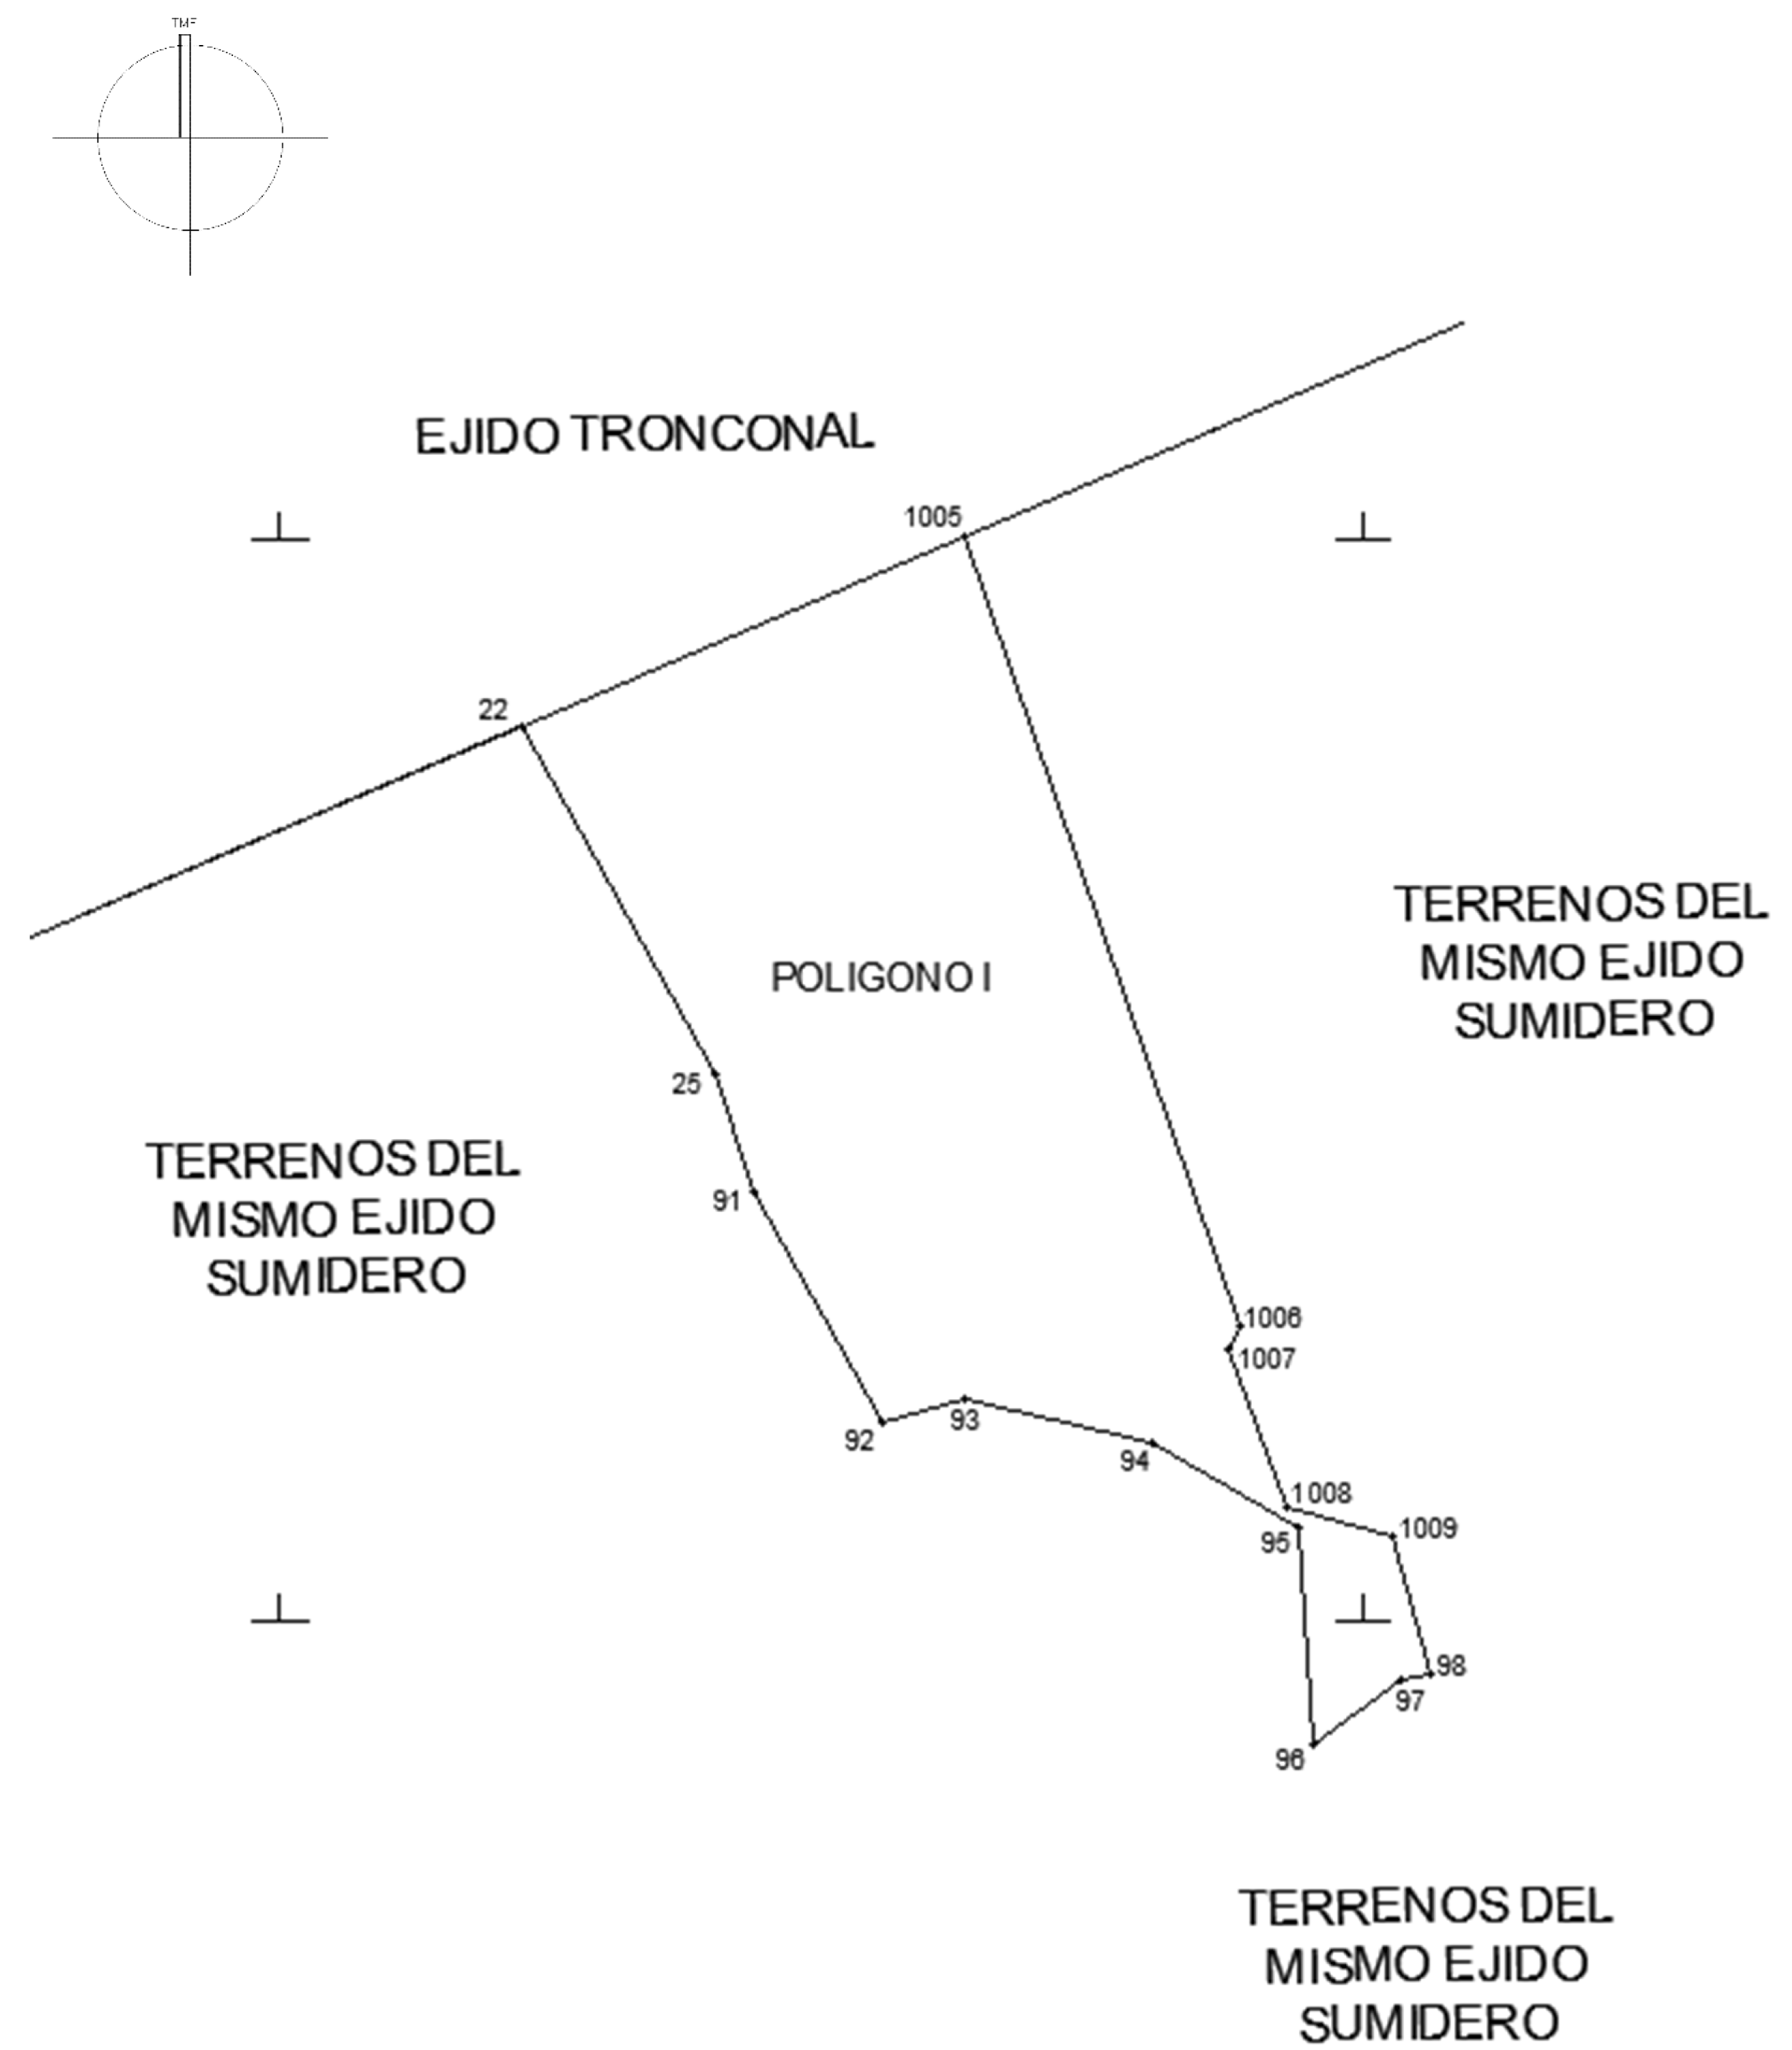 TMF
EJIDO TRONCONAL
1005
22
TERRENOS DEL
MISMO EJIDO
SUMIDERO
POLIGONO I
25
TERRENOS DEL
MISMO EJIDO
SUMIDERO
91
1006
1007
93
92
94
1008
1009
95
98
97
96
TERRENOS DEL
MISMO EJIDO
SUMIDERO